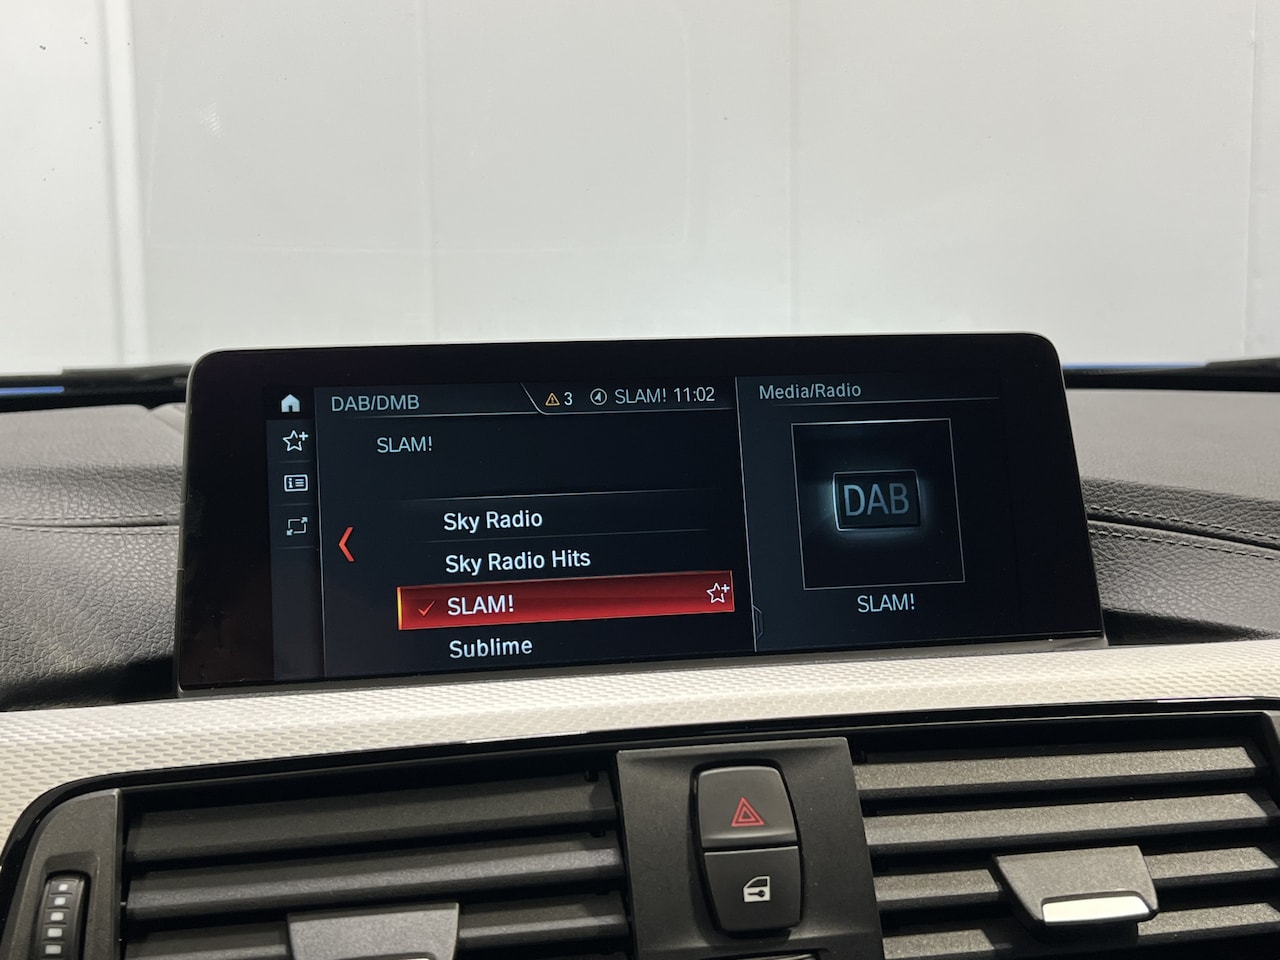 DAB/DMB
3 SLAM! 11:02
SLAM!
Sky Radio
Sky Radio Hits
SLAM!
Sublime
Media/Radio
DAB
SLAM!